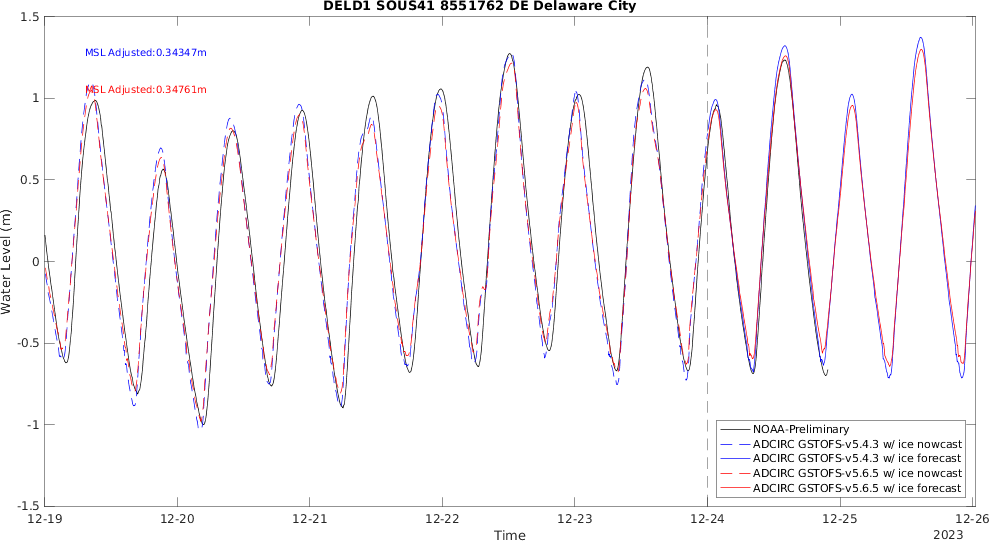 DELD1 SOUS41 8551762 DE Delaware City
Water Level (m)
1.5
1
0.5
0
-0.5
-1
-1.5
MSL Adjusted:0.34347m
MSL Adjusted:0.34761m
NOAA-Preliminary
ADCIRC GSTOFS-v5.4.3 w/ ice nowcast
ADCIRC GSTOFS-v5.4.3 w/ ice forecast
ADCIRC GSTOFS-v5.6.5 w/ ice nowcast
ADCIRC GSTOFS-v5.6.5 w/ ice forecast
12-19 12-20 12-21 12-22 12-23 12-24 12-25 12-26
Time
2023